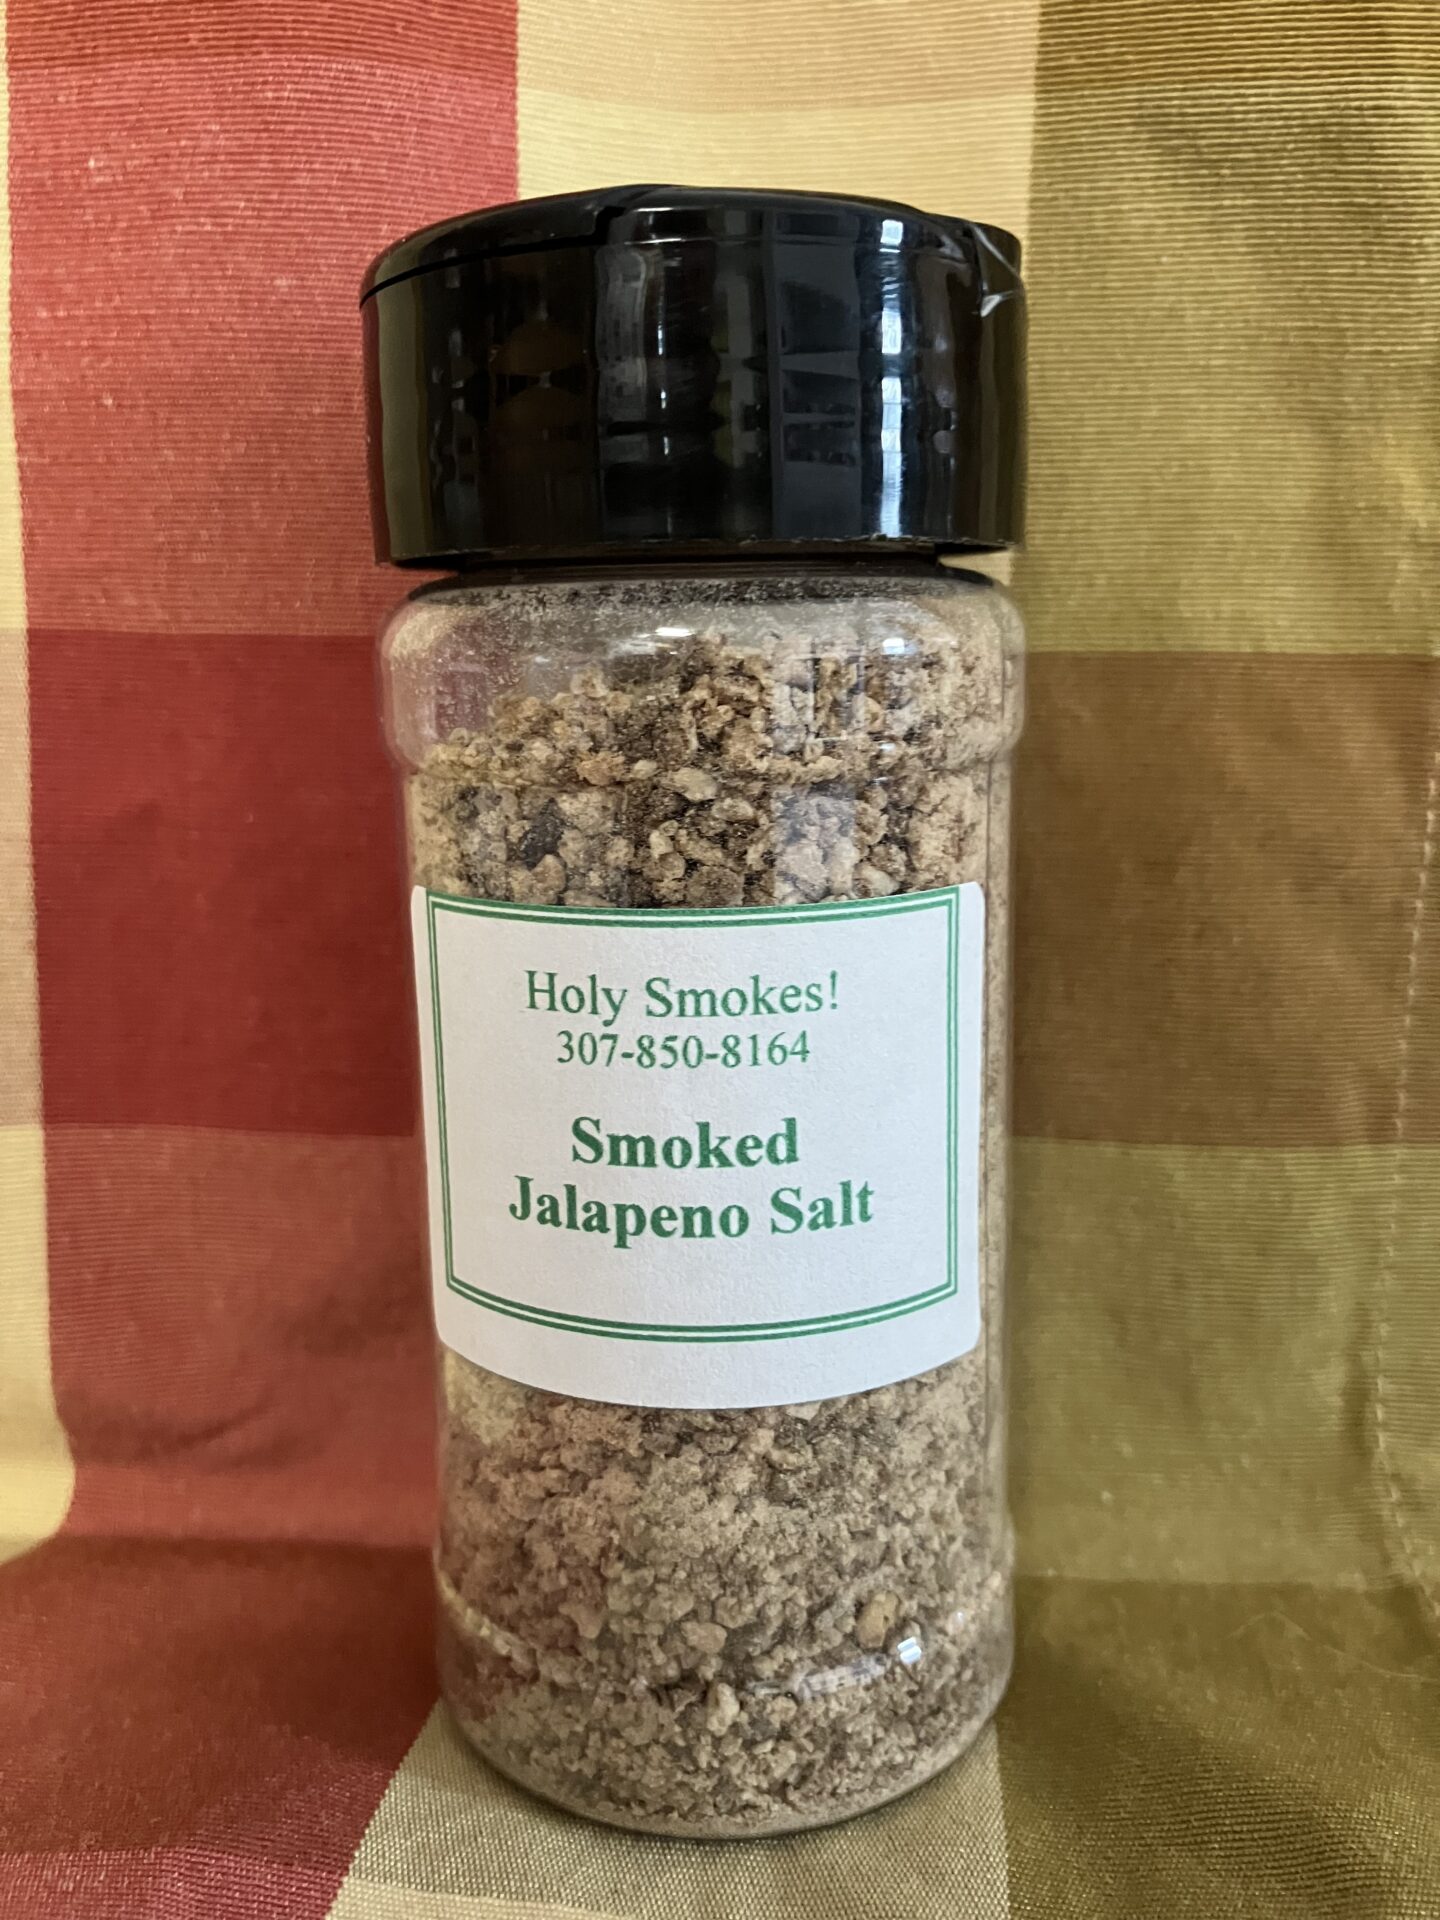 Holy Smokes!
307-850-8164
Smoked
Jalapeno Salt